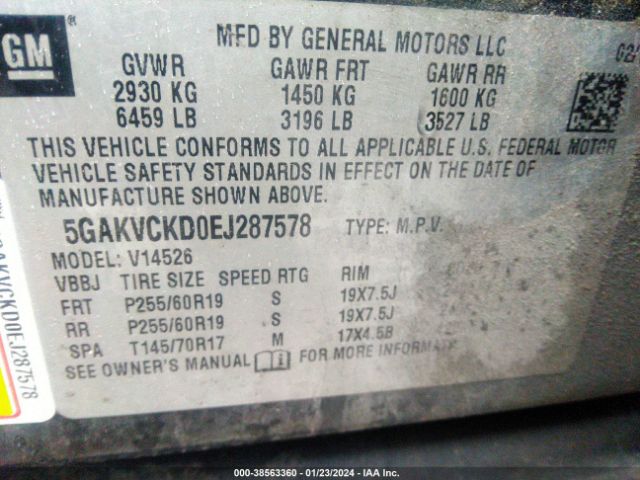 GM ®
MFD BY GENERAL MOTORS LLC
GVWR GAWR FRT GAWR RR
2930 KG 1450 KG 1600 KG
6459 LB 3196 LB 3527 LB
THIS VEHICLE CONFORMS TO ALL APPLICABLE U.S. FEDERAL MOTOR
VEHICLE SAFETY STANDARDS IN EFFECT ON THE DATE OF
MANUFACTURE SHOWN ABOVE.
5GAKVCKD0EJ287578 TYPE: M.P.V.
MODEL: V14526
VBBJ TIRE SIZE SPEED RTG RIM
FRT P255/60R19 S 19X7.5J
RR P255/60R19 S 19X7.5J
SPA T145/70R17 M 17X4.5B
SEE OWNER'S MANUAL FOR MORE INFORMAT
GAKVCKD0EJ287578
000-38563360 - 01/23/2024 - IAA Inc.